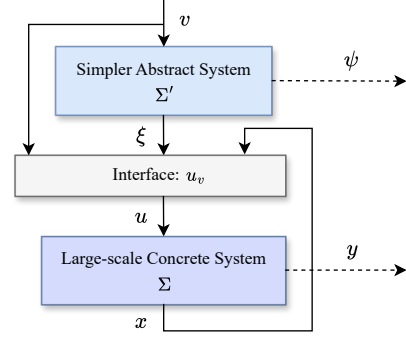 v
Simpler Abstract System
Σ′
ψ
ξ
Interface: u_v
u
Large-scale Concrete System
Σ
y
x